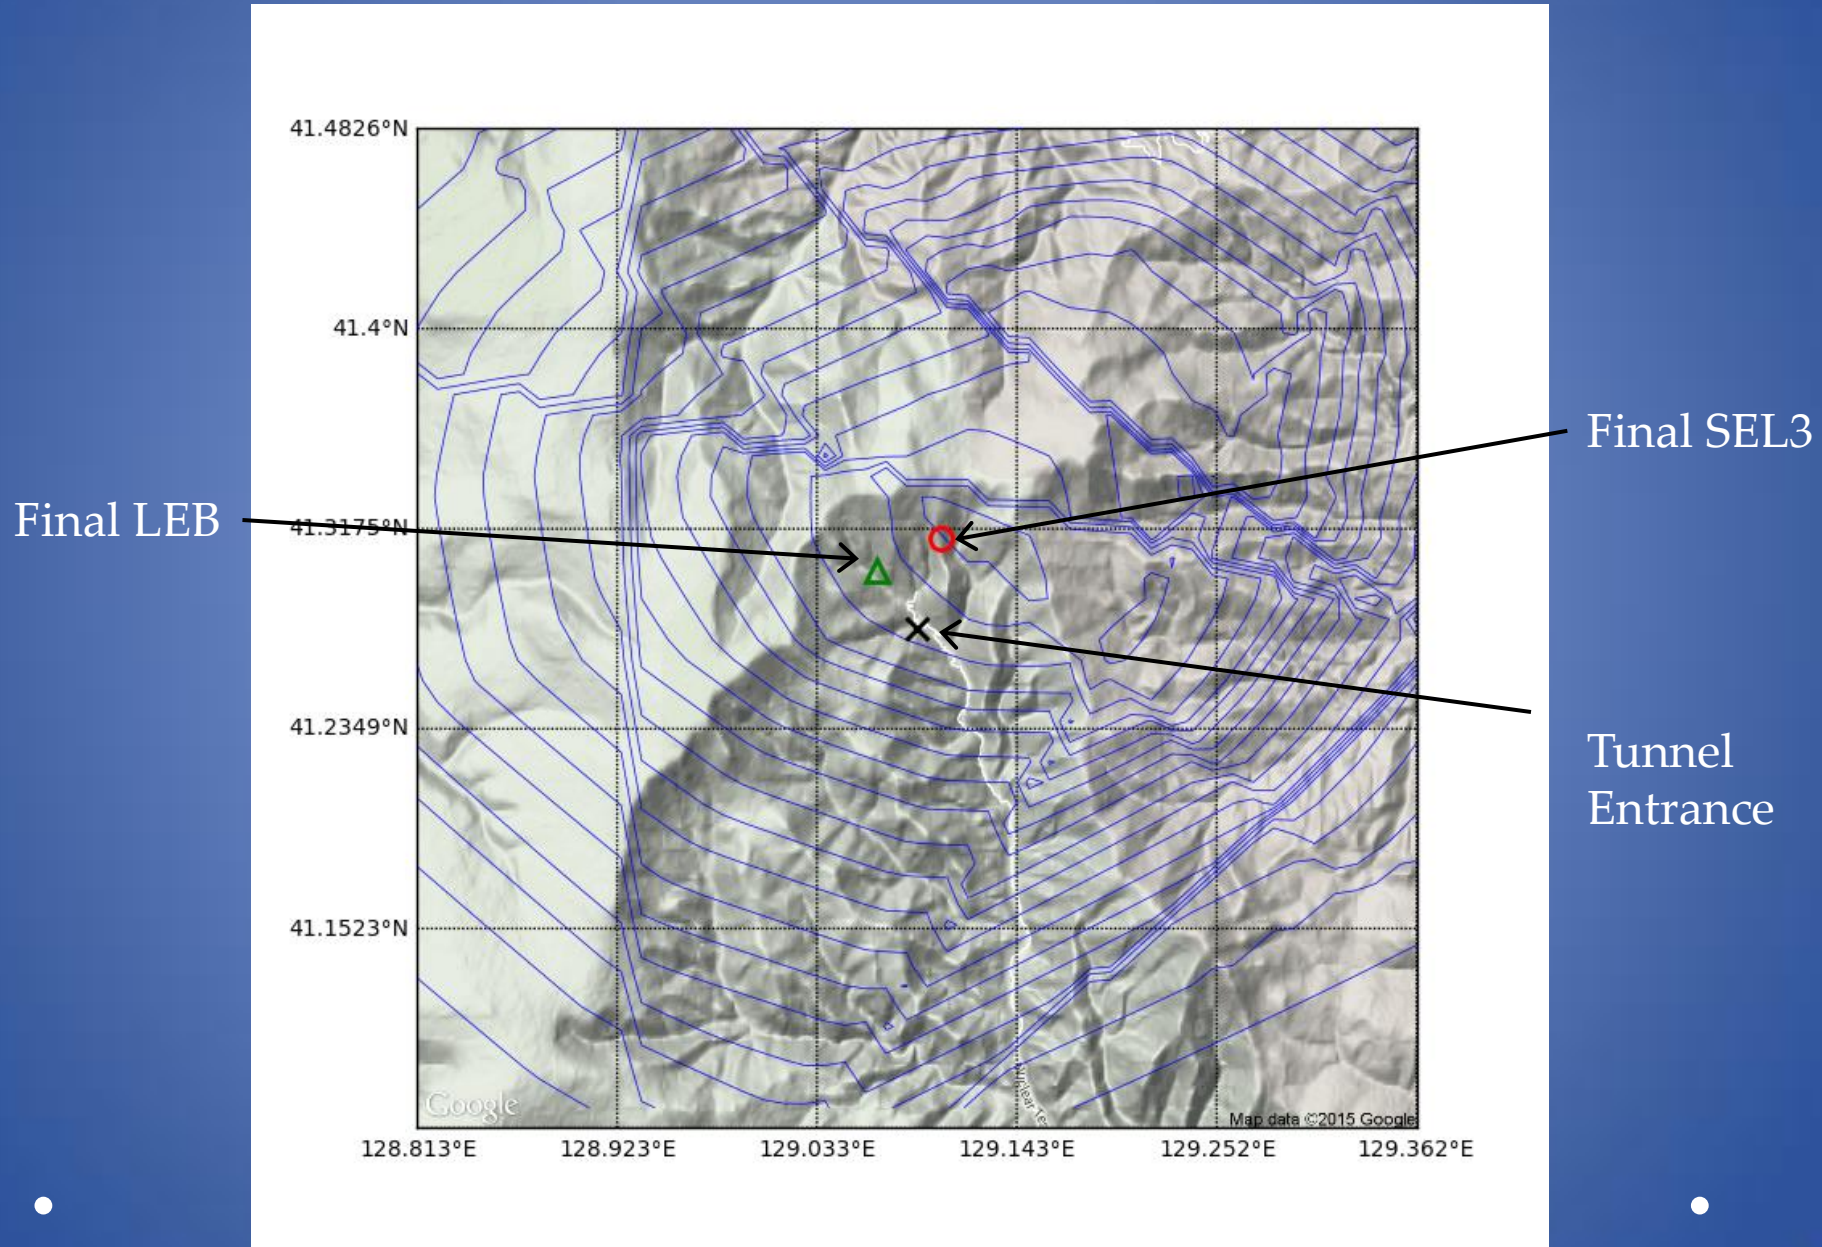 41.4826°N
41.4°N
Final SEL3
Final LEB
41.3175°N
41.2349°N
Tunnel
Entrance
41.1523°N
Google
Map data ©2015 Google
128.813°E 128.923°E 129.033°E 129.143°E 129.252°E 129.362°E